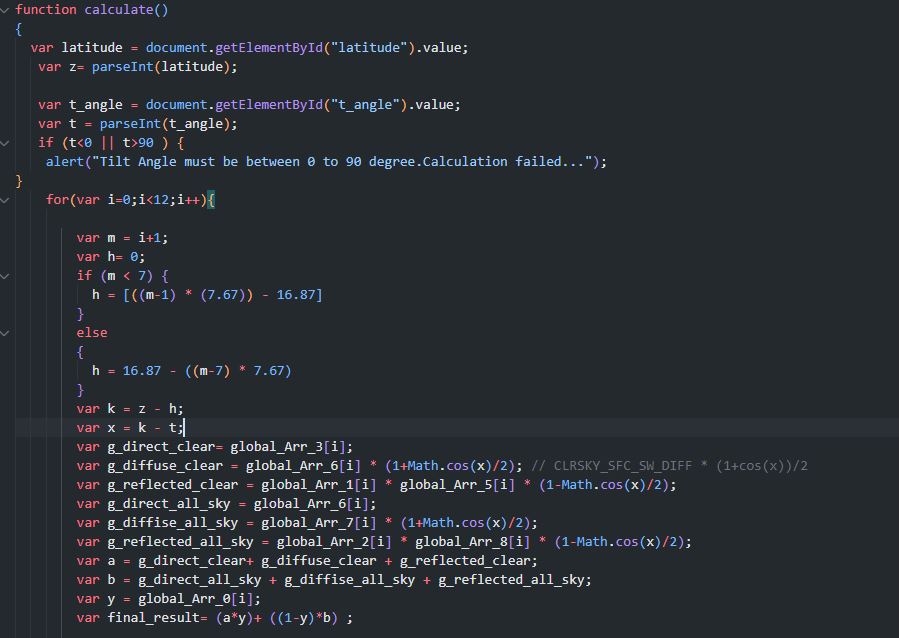 function calculate()
{
var latitude = document.getElementById("latitude").value;
var z= parseInt(latitude);
var t_angle = document.getElementById("t_angle").value;
var t = parseInt(t_angle);
if (t<0 || t>90 ) {
alert("Tilt Angle must be between 0 to 90 degree.Calculation failed...");
}
for(var i=0;i<12;i++){
var m = i+1;
var h= 0;
if (m < 7) {
h = [((m-1) * (7.67)) - 16.87]
}
else
{
h = 16.87 - ((m-7) * 7.67)
}
var k = z - h;
var x = k - t;
var g_direct_clear= global_Arr_3[i];
var g_diffuse_clear = global_Arr_6[i] * (1+Math.cos(x)/2); // CLRSKY_SFC_SW_DIFF * (1+cos(x))/2
var g_reflected_clear = global_Arr_1[i] * global_Arr_5[i] * (1-Math.cos(x)/2);
var g_direct_all_sky = global_Arr_6[i];
var g_diffise_all_sky = global_Arr_7[i] * (1+Math.cos(x)/2);
var g_reflected_all_sky = global_Arr_2[i] * global_Arr_8[i] * (1-Math.cos(x)/2);
var a = g_direct_clear+ g_diffuse_clear + g_reflected_clear;
var b = g_direct_all_sky + g_diffise_all_sky + g_reflected_all_sky;
var y = global_Arr_0[i];
var final_result= (a*y)+ ((1-y)*b) ;